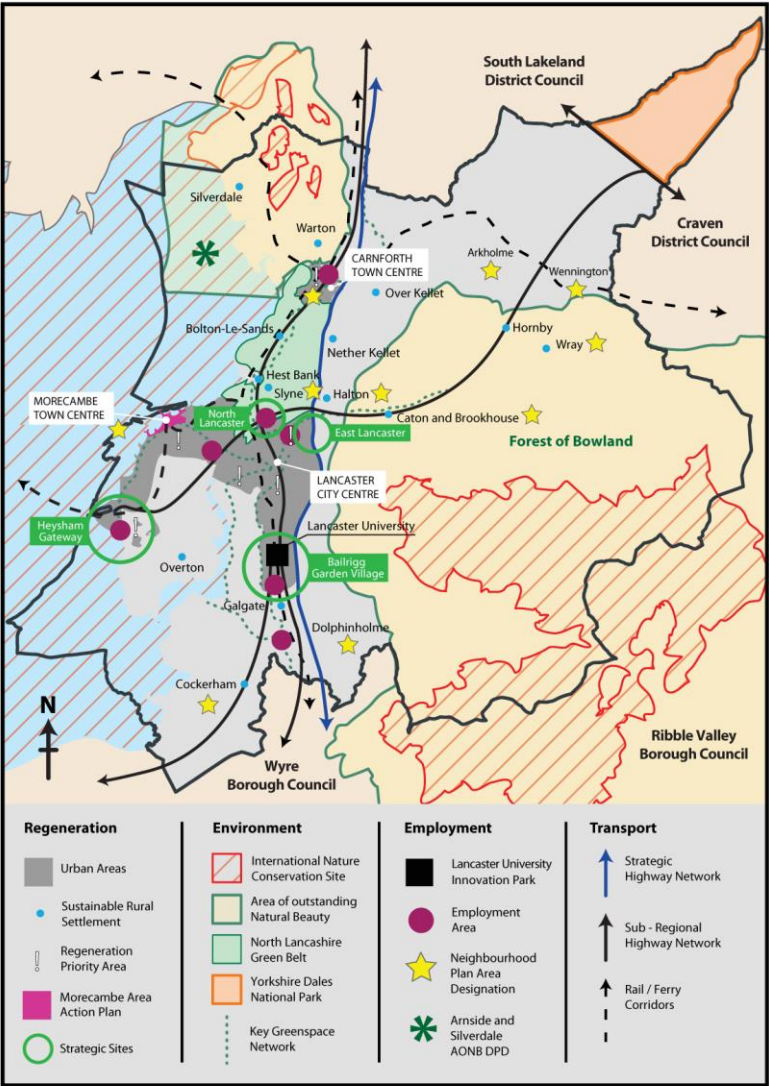 South Lakeland
District Council
Silverdale
Warton
Craven
District Council
CARNFORTH
TOWN CENTRE
Arkholme
Wennington
Over Kellet
Bolton-Le-Sands
Hornby
Nether Kellet
Wray
Hest Bank
Slyne
Halton
MORECAMBE
TOWN CENTRE
North
Lancaster
Caton and Brookhouse
East Lancaster
Forest of Bowland
LANCASTER
CITY CENTRE
Heysham
Gateway
Lancaster University
Overton
Bailrigg
Garden Village
Galgate
Dolphinholme
Cockerham
N
Wyre
Borough Council
Ribble Valley
Borough Council
Regeneration
Urban Areas
Sustainable Rural
Settlement
Regeneration
Priority Area
Morecambe Area
Action Plan
Strategic Sites
Environment
International Nature
Conservation Site
Area of outstanding
Natural Beauty
North Lancashire
Green Belt
Yorkshire Dales
National Park
Key Greenspace
Network
Employment
Lancaster University
Innovation Park
Employment
Area
Neighbourhood
Plan Area
Designation
Arnside and
Silverdale
AONB DPD
Transport
Strategic
Highway Network
Sub - Regional
Highway Network
Rail / Ferry
Corridors